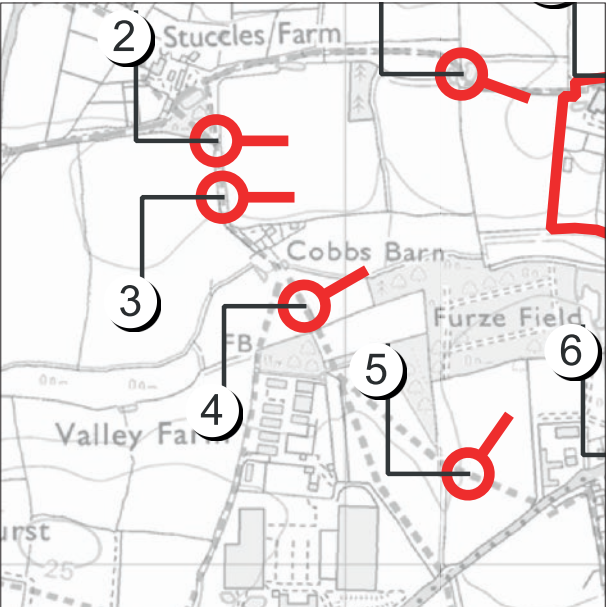 2
Stuccles Farm
3
Cobbs Barn
4
FB
Furze Field
5
6
Valley Farm
urst
25